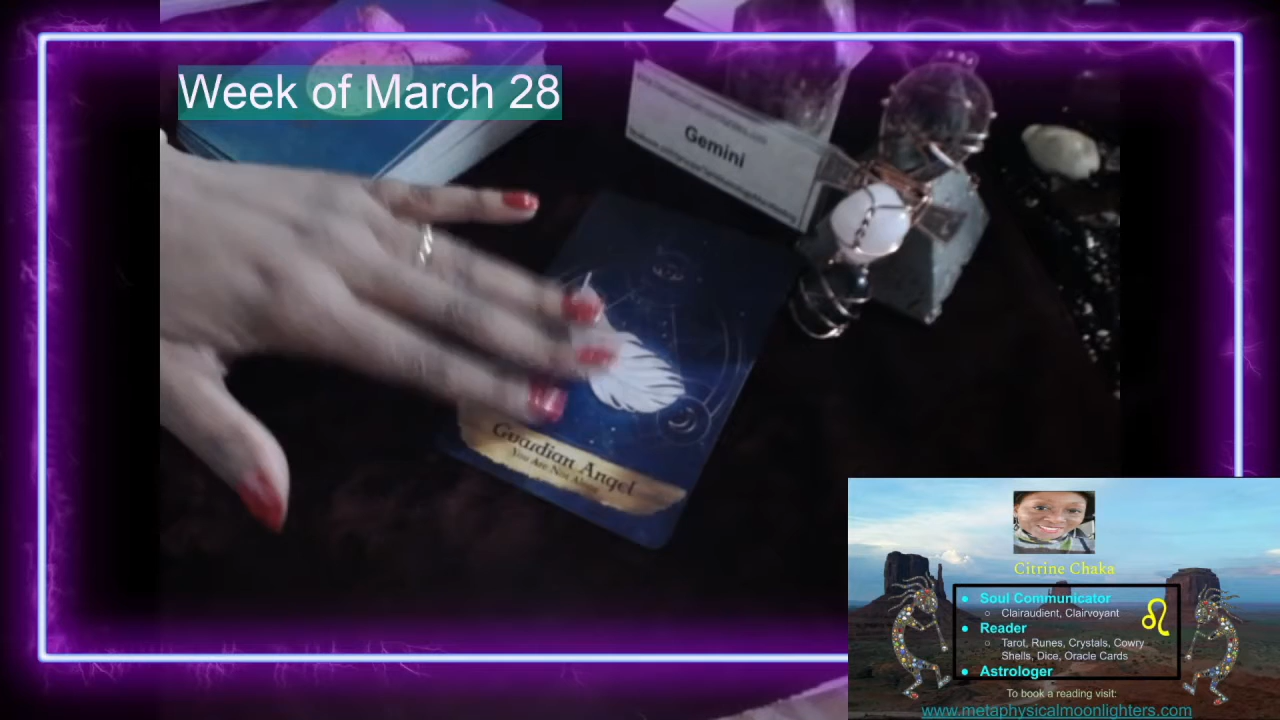 Week of March 28
Gemini
Guardian Angel
You Are Not Alone
Citrine Chaka
Soul Communicator
Clairaudient, Clairvoyant
Reader
Tarot, Runes, Crystals, Cowry
Shells, Dice, Oracle Cards
Astrologer
To book a reading visit:
www.metaphysicalmoonlighters.com